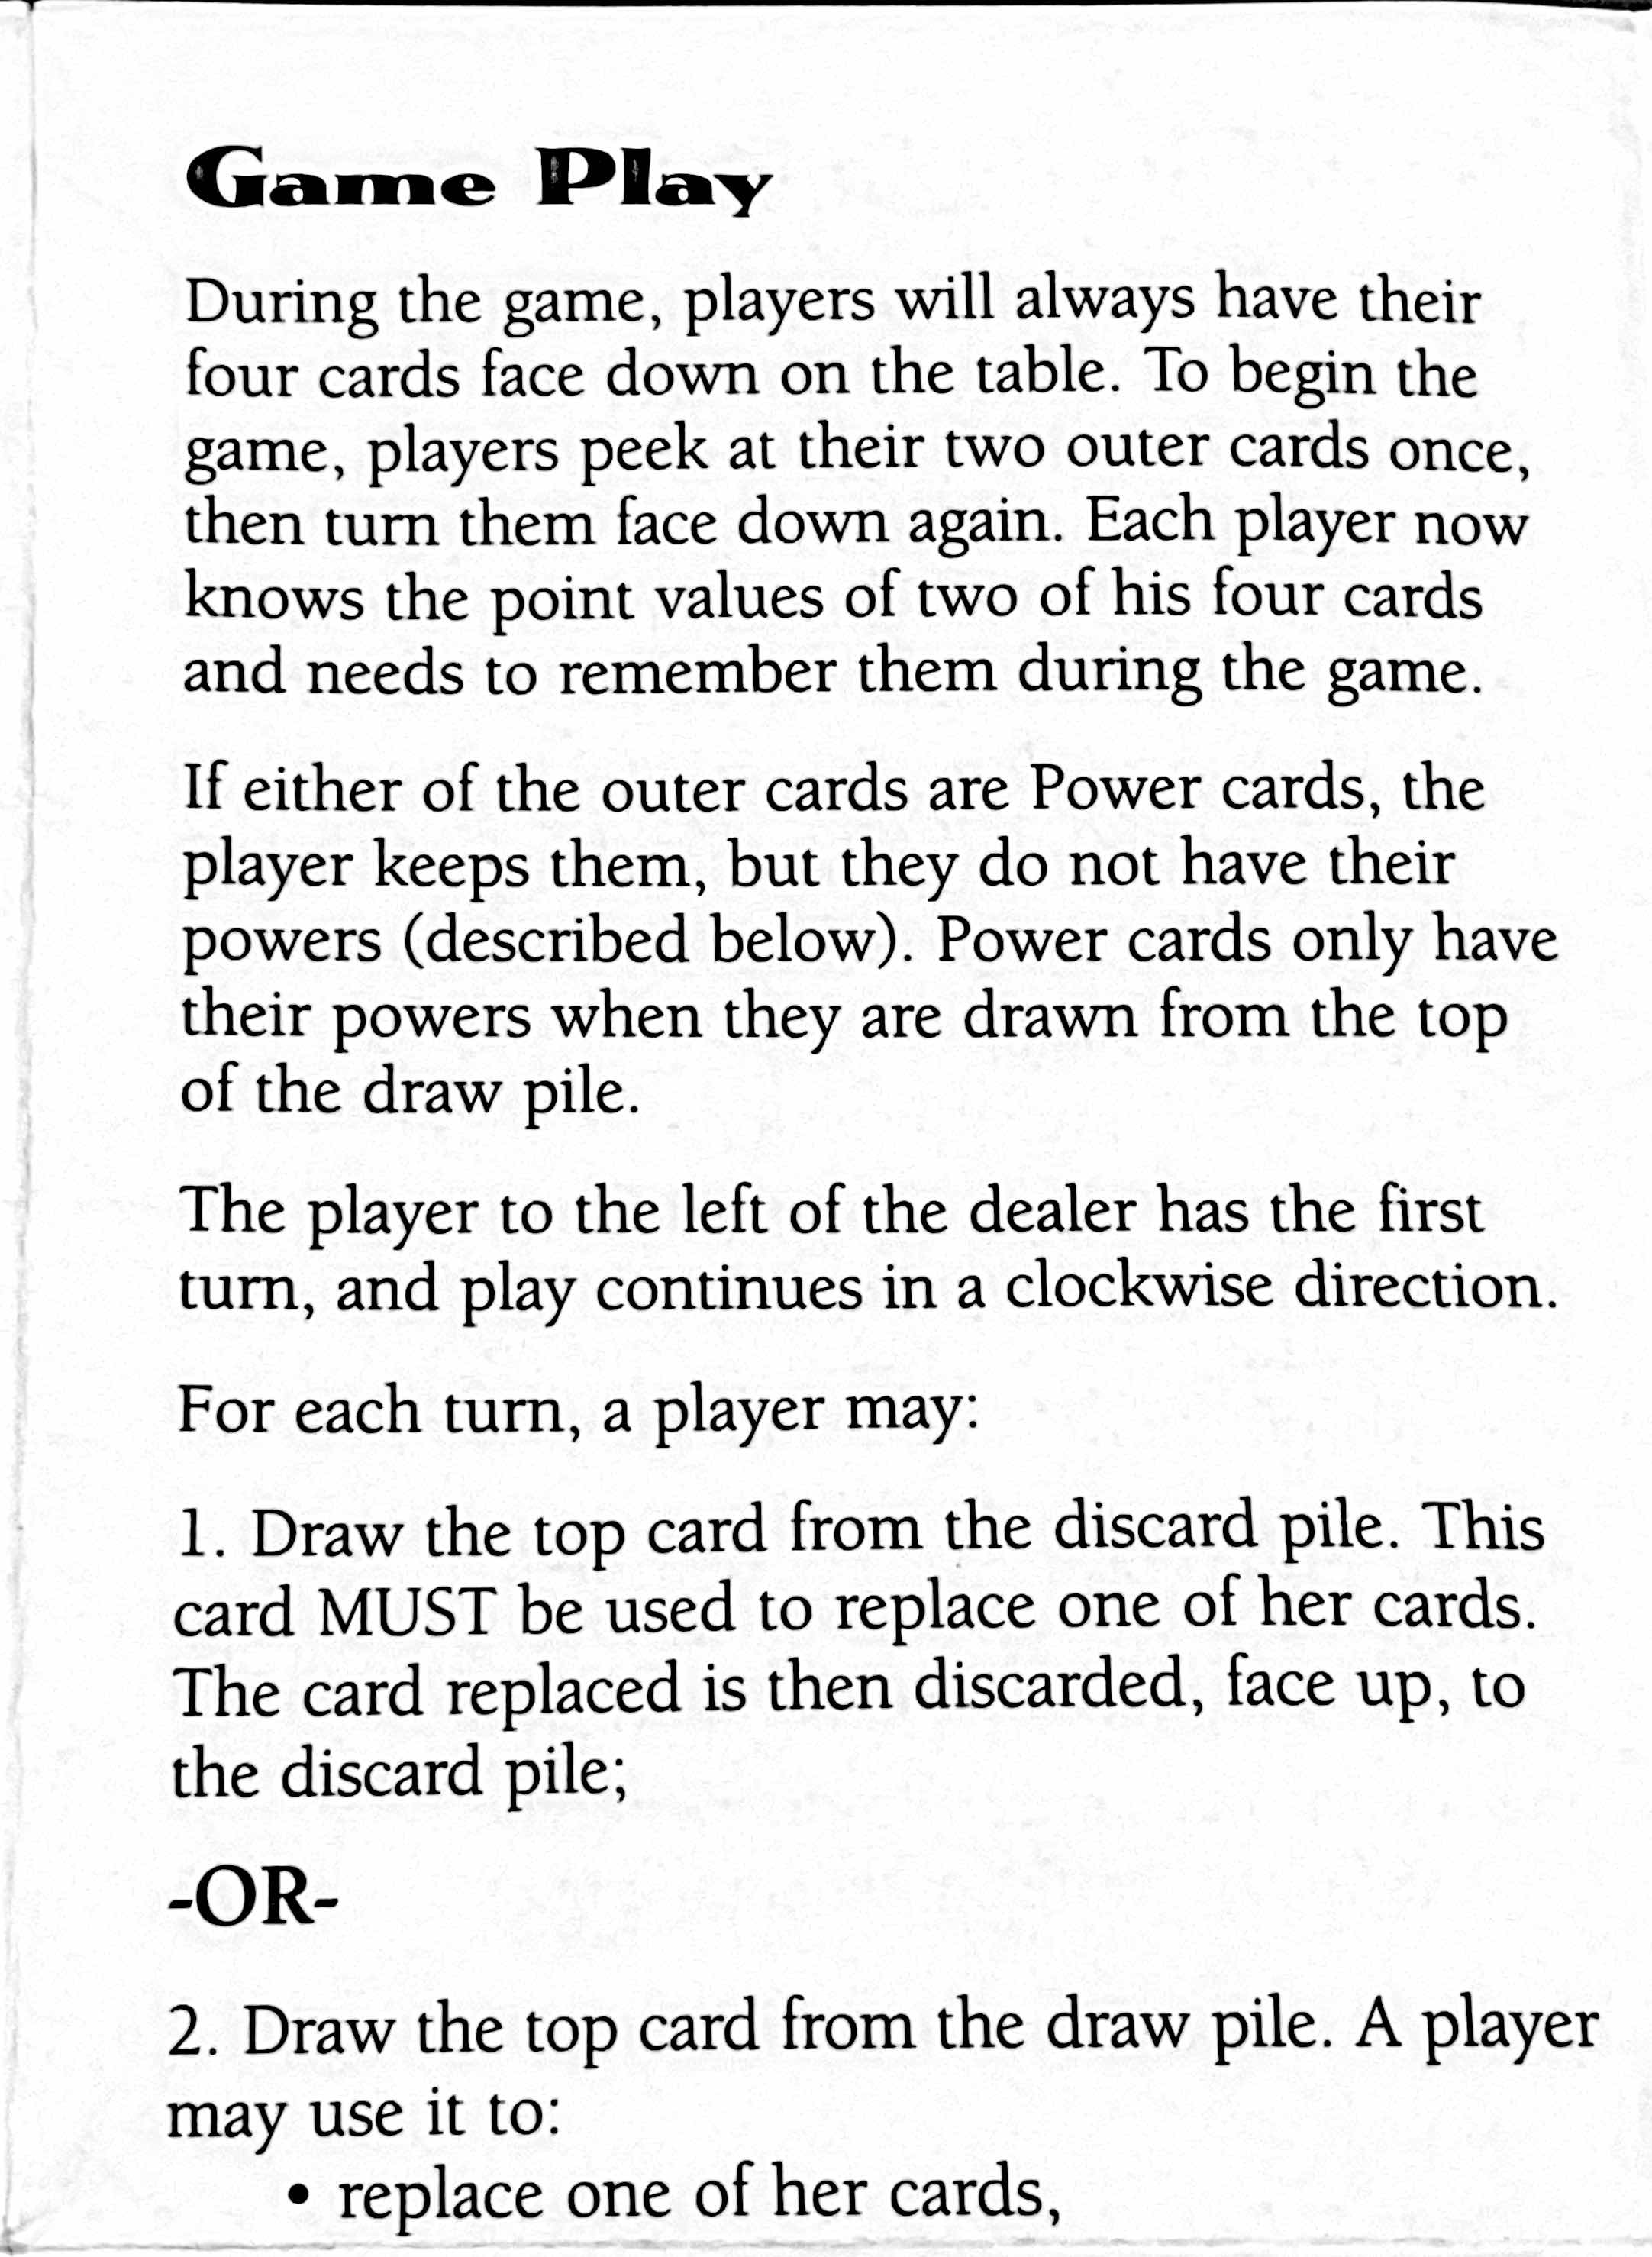 Game Play
During the game, players will always have their
four cards face down on the table. To begin the
game, players peek at their two outer cards once,
then turn them face down again. Each player now
knows the point values of two of his four cards
and needs to remember them during the game.
If either of the outer cards are Power cards, the
player keeps them, but they do not have their
powers (described below). Power cards only have
their powers when they are drawn from the top
of the draw pile.
The player to the left of the dealer has the first
turn, and play continues in a clockwise direction.
For each turn, a player may:
1. Draw the top card from the discard pile. This
card MUST be used to replace one of her cards.
The card replaced is then discarded, face up, to
the discard pile;
-OR-
2. Draw the top card from the draw pile. A player
may use it to:
• replace one of her cards,